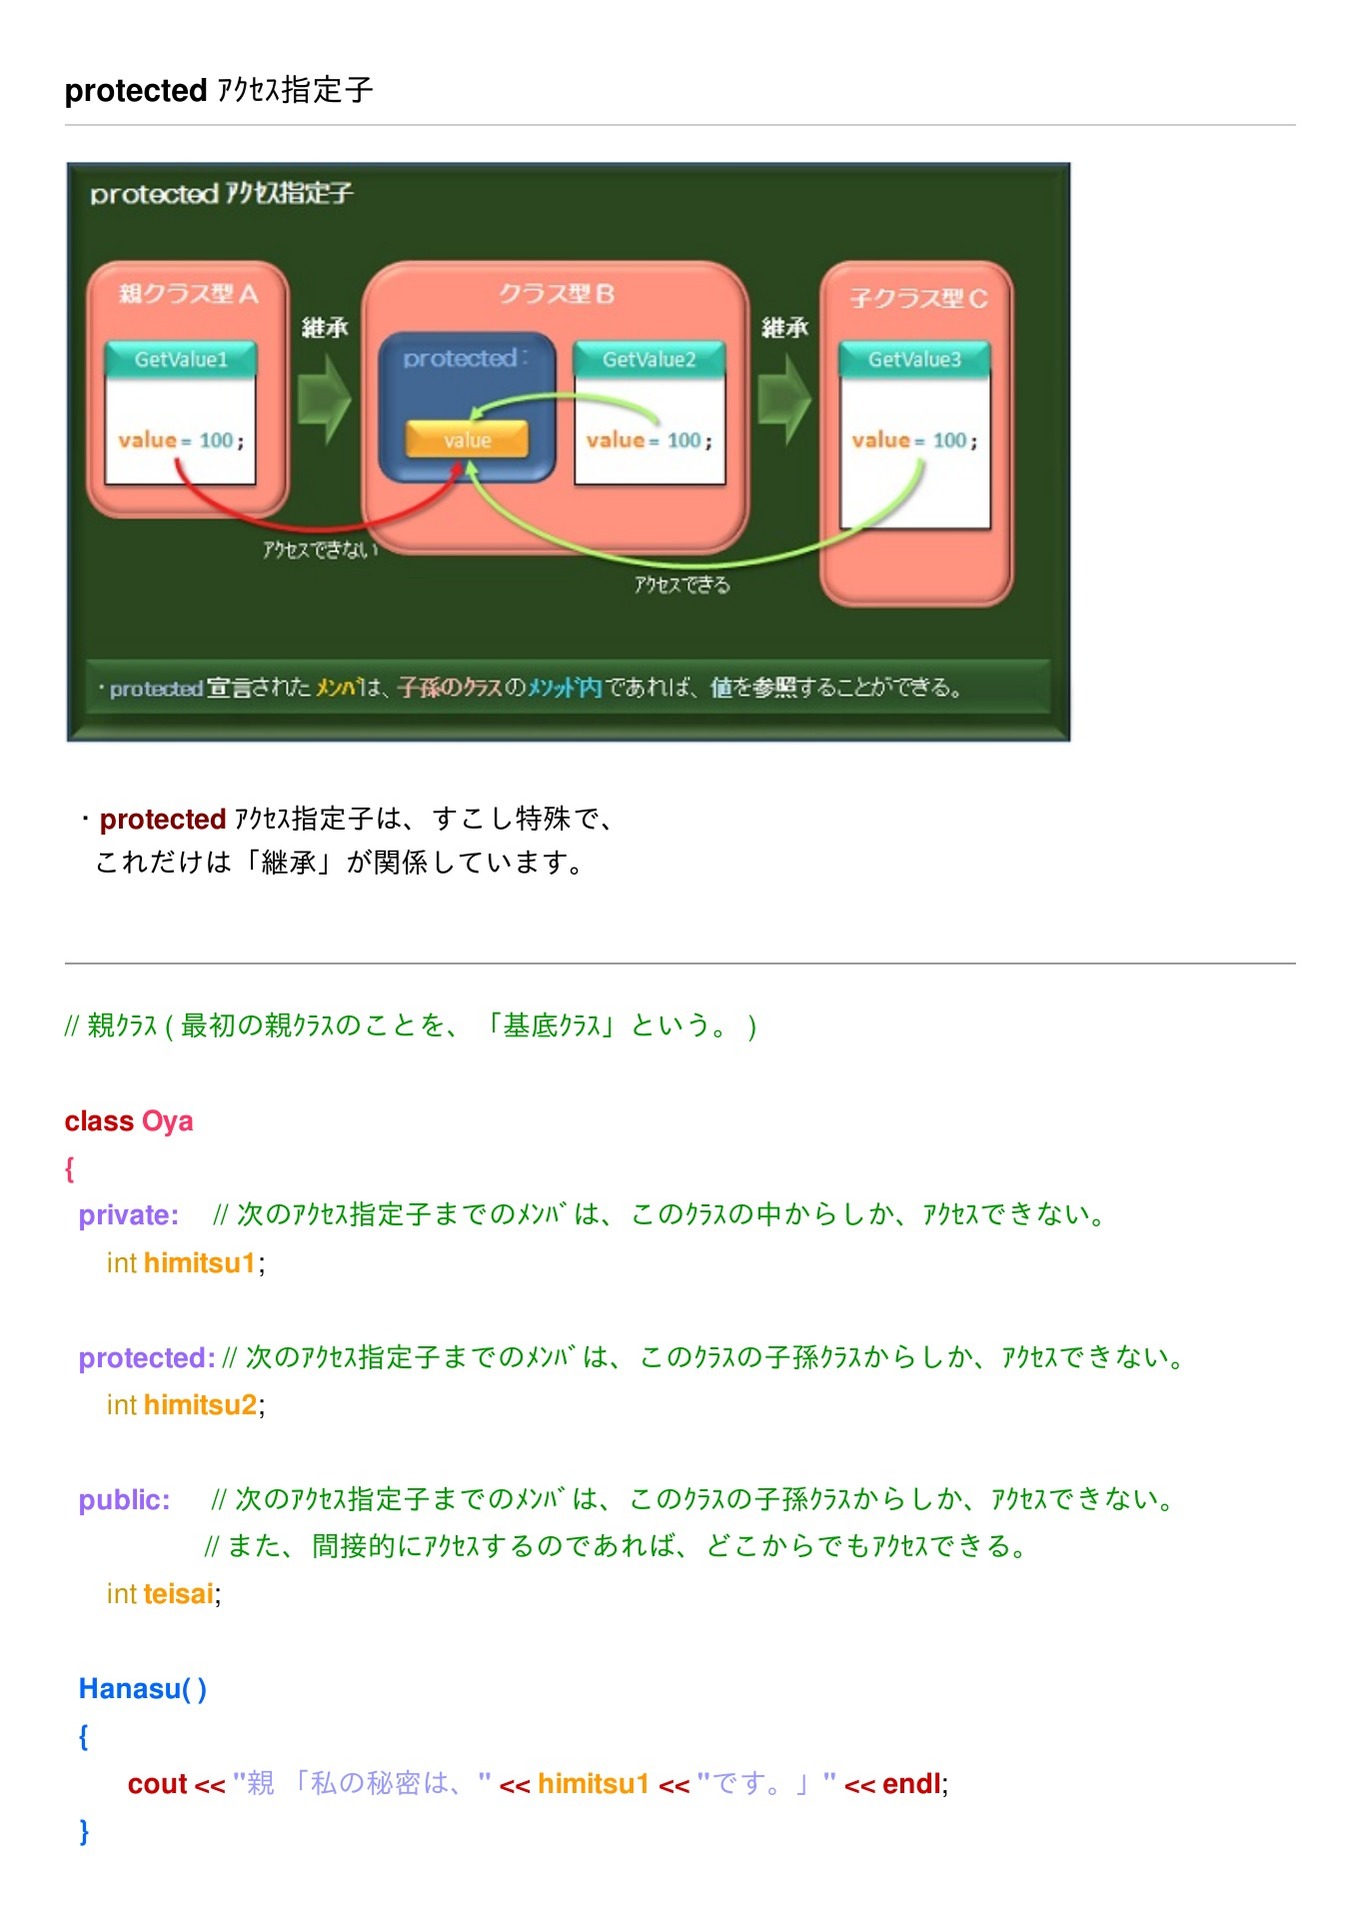 protected ｱｸｾｽ指定子
protected ｱｸｾｽ指定子
親クラス型 A
クラス型 B
子クラス型 C
継承
継承
GetValue1
protected :
GetValue2
GetValue3
value = 100 ;
value
value = 100 ;
value = 100 ;
ｱｸｾｽできない
ｱｸｾｽできる
・protected 宣言された ﾒﾝﾊﾞは、子孫のｸﾗｽのﾒｿｯﾄﾞ内であれば、値を参照することができる。
・protected ｱｸｾｽ指定子は、すこし特殊で、
これだけは「継承」が関係しています。
// 親ｸﾗｽ ( 最初の親ｸﾗｽのことを、「基底ｸﾗｽ」という。 )
class Oya
{
private: // 次のｱｸｾｽ指定子までのﾒﾝﾊﾞは、このｸﾗｽの中からしか、ｱｸｾｽできない。
int himitsu1;
protected: // 次のｱｸｾｽ指定子までのﾒﾝﾊﾞは、このｸﾗｽの子孫ｸﾗｽからしか、ｱｸｾｽできない。
int himitsu2;
public: // 次のｱｸｾｽ指定子までのﾒﾝﾊﾞは、このｸﾗｽの子孫ｸﾗｽからしか、ｱｸｾｽできない。
// また、間接的にｱｸｾｽするのであれば、どこからでもｱｸｾｽできる。
int teisai;
Hanasu( )
{
cout << "親 「私の秘密は、" << himitsu1 << "です。」" << endl;
}